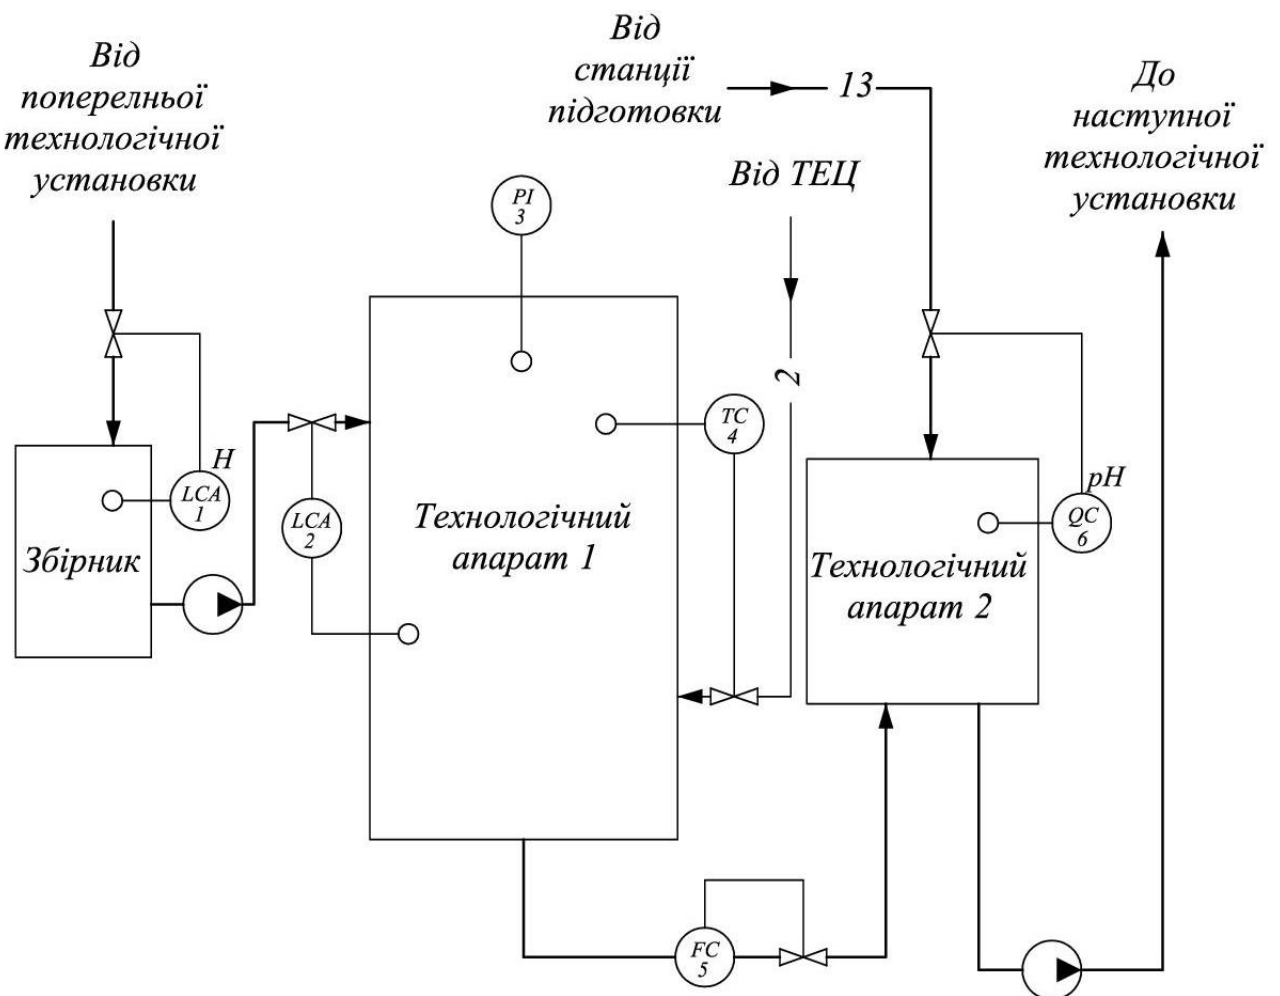 Від
поперелньої
технологічної
установки
Від
станції
підготовки
13
До
наступної
технологічної
установки
Від ТЕЦ
PI
3
2
TC
4
H
LCA
1
LCA
2
Технологічний
апарат 1
pH
QC
6
Збірник
Технологічний
апарат 2
FC
5